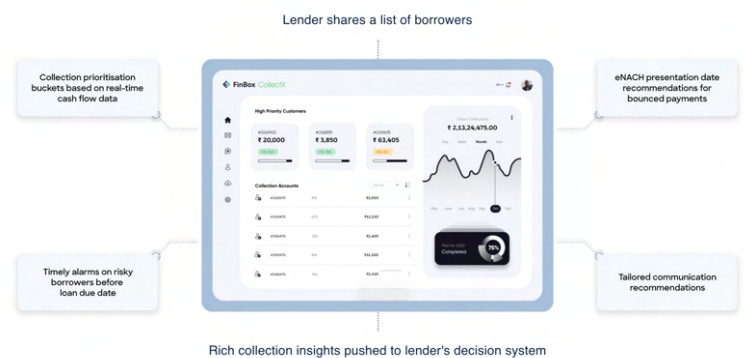 Lender shares a list of borrowers
Collection prioritisation
buckets based on real-time
cash flow data
eNACH presentation date
recommendations for
bounced payments
FinBox CollectX
High Priority Customers
₹ 20,000
₹ 3,850
₹ 63,405
₹ 2,13,24,475.00
Month
Collection Accounts
Oct
Completed
75%
Timely alarms on risky
borrowers before
loan due date
Tailored communication
recommendations
Rich collection insights pushed to lender's decision system